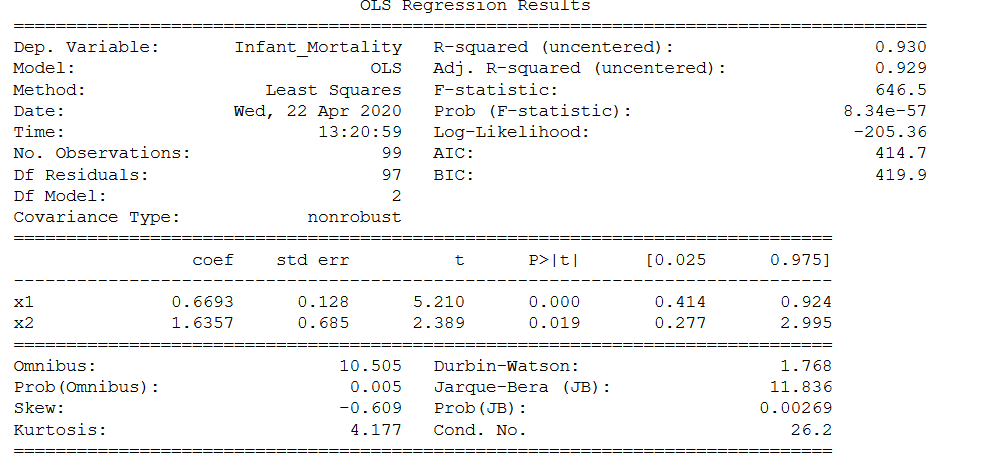 OLS Regression Results
==============================================================================
Dep. Variable: Infant_Mortality R-squared (uncentered): 0.930
Model: OLS Adj. R-squared (uncentered): 0.929
Method: Least Squares F-statistic: 646.5
Date: Wed, 22 Apr 2020 Prob (F-statistic): 8.34e-57
Time: 13:20:59 Log-Likelihood: -205.36
No. Observations: 99 AIC: 414.7
Df Residuals: 97 BIC: 419.9
Df Model: 2
Covariance Type: nonrobust
==============================================================================
coef std err t P>|t| [0.025 0.975]
------------------------------------------------------------------------------
x1 0.6693 0.128 5.210 0.000 0.414 0.924
x2 1.6357 0.685 2.389 0.019 0.277 2.995
==============================================================================
Omnibus: 10.505 Durbin-Watson: 1.768
Prob(Omnibus): 0.005 Jarque-Bera (JB): 11.836
Skew: -0.609 Prob(JB): 0.00269
Kurtosis: 4.177 Cond. No. 26.2
==============================================================================